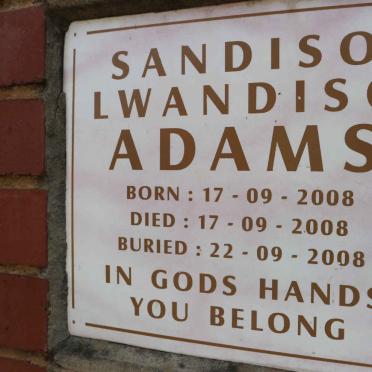 SANDISO
LWANDISO
ADAMS
BORN : 17 - 09 - 2008
DIED : 17 - 09 - 2008
BURIED : 22 - 09 - 2008
IN GODS HANDS
YOU BELONG